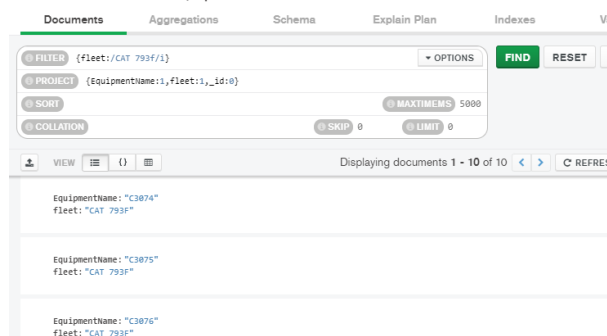 Documents Aggregations Schema Explain Plan Indexes
FILTER {fleet:/CAT 793f/i} OPTIONS FIND RESET
PROJECT {EquipmentName:1,fleet:1,_id:0}
SORT MAXTIMEMS 5000
COLLATION SKIP 0 LIMIT 0
VIEW {} Displaying documents 1 - 10 of 10 < > REFRES
EquipmentName:"C3074"
fleet:"CAT 793F"
EquipmentName:"C3075"
fleet:"CAT 793F"
EquipmentName:"C3076"
fleet:"CAT 793F"